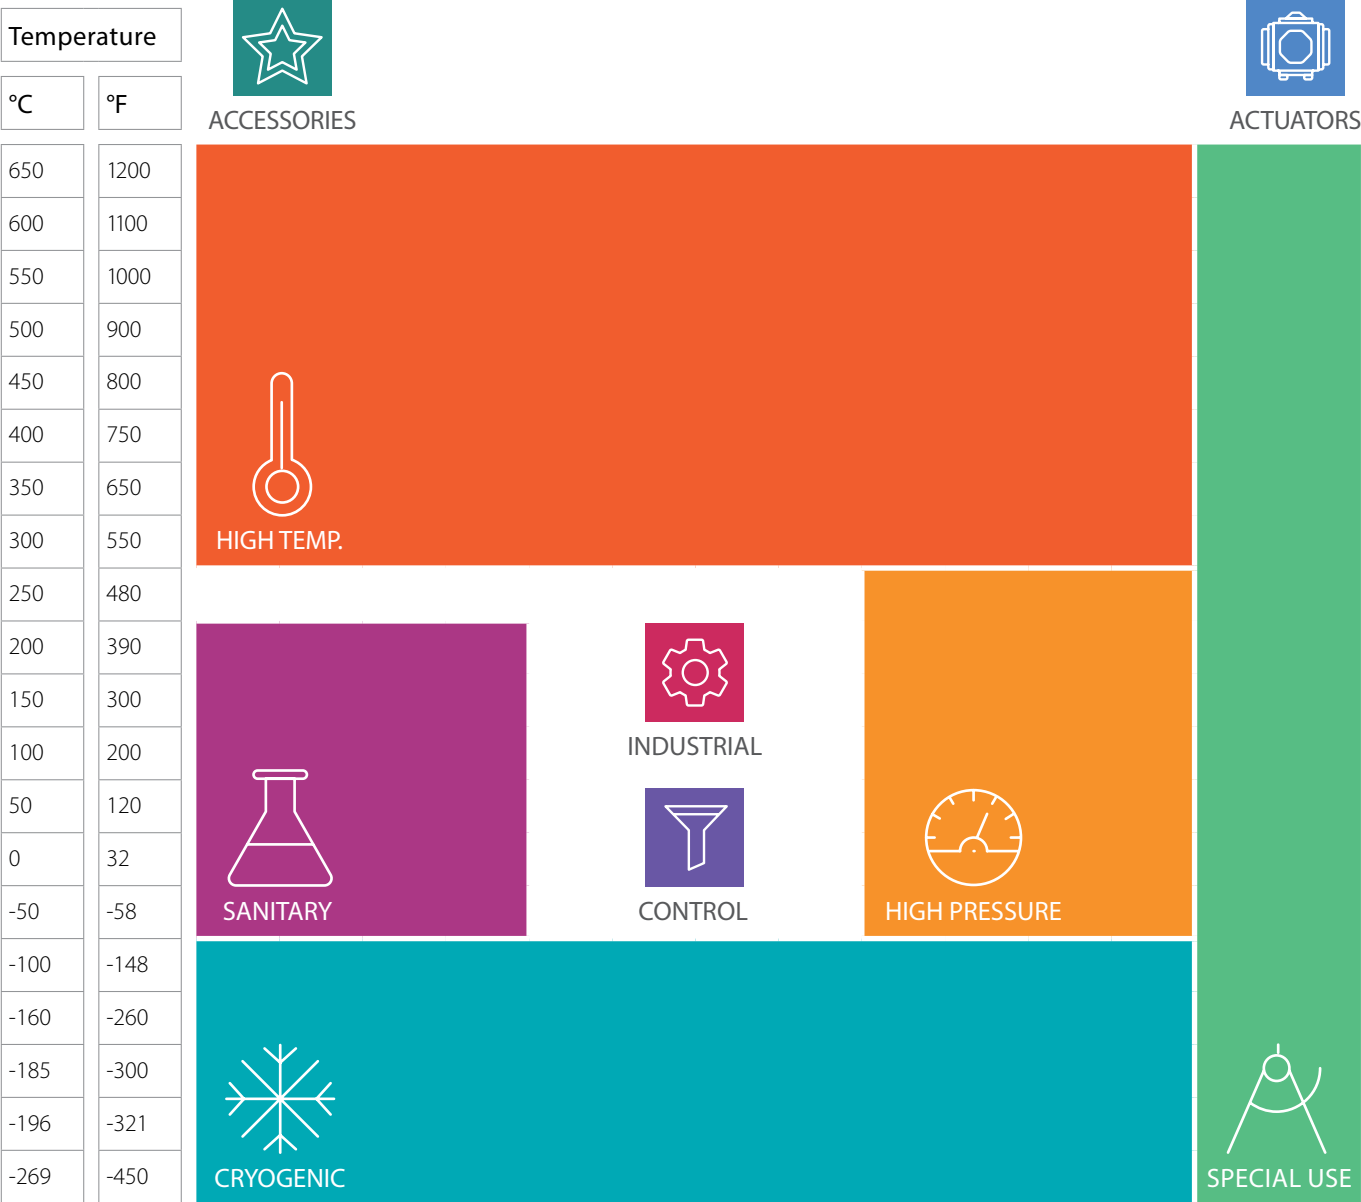 Temperature
°C °F
ACCESSORIES ACTUATORS
650 1200
600 1100
550 1000
500 900
450 800
400 750
350 650
300 550
HIGH TEMP.
250 480
200 390
150 300
100 200
INDUSTRIAL
50 120
0 32
-50 -58
SANITARY CONTROL HIGH PRESSURE
-100 -148
-160 -260
-185 -300
-196 -321
-269 -450
CRYOGENIC SPECIAL USE